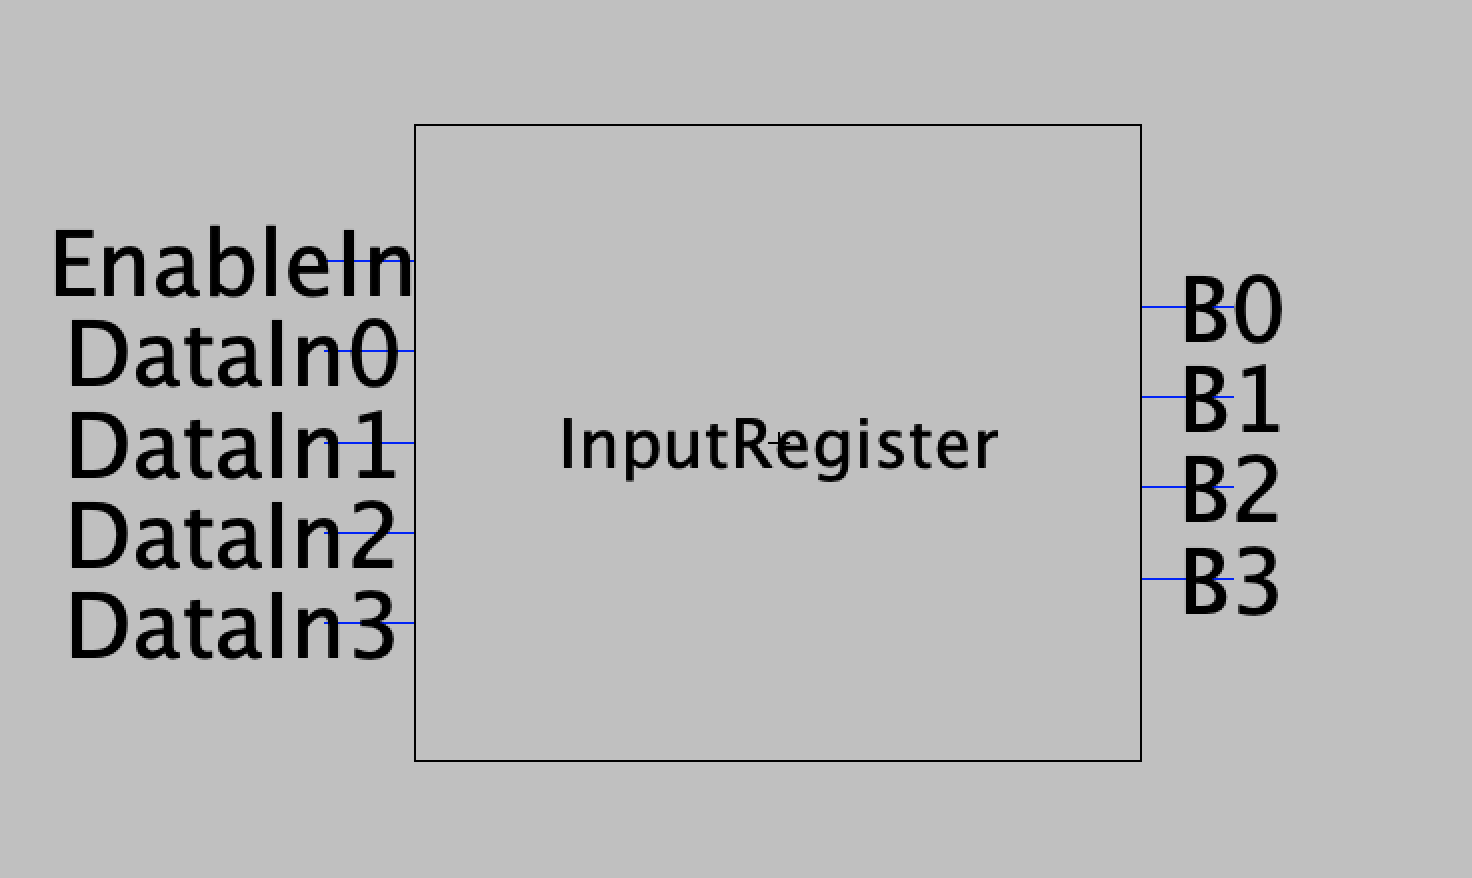 EnableIn
DataIn0
DataIn1
DataIn2
DataIn3
InputRegister
B0
B1
B2
B3